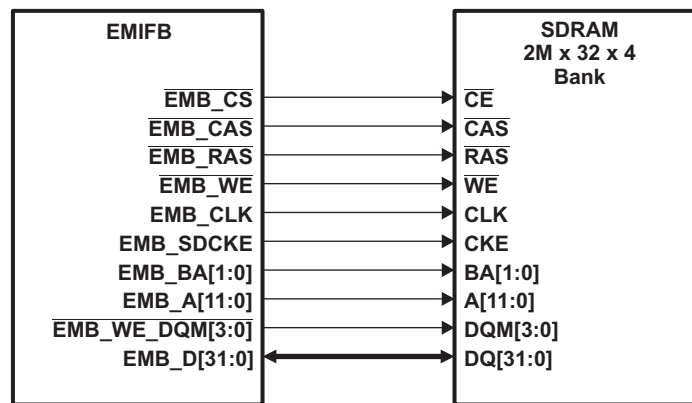 EMIFB
SDRAM
2M x 32 x 4
Bank
EMB_CS CE
EMB_CAS CAS
EMB_RAS RAS
EMB_WE WE
EMB_CLK CLK
EMB_SDCKE CKE
EMB_BA[1:0] BA[1:0]
EMB_A[11:0] A[11:0]
EMB_WE_DQM[3:0] DQM[3:0]
EMB_D[31:0] DQ[31:0]